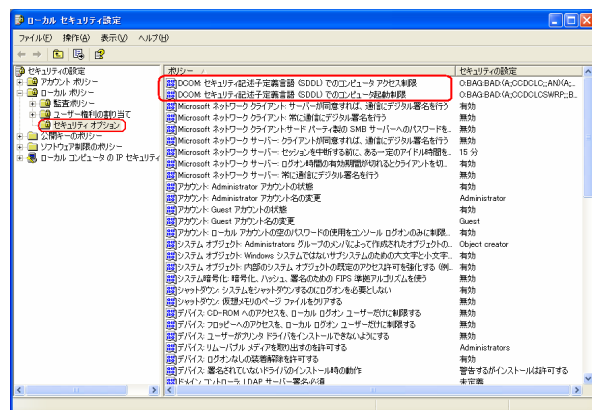 ローカル セキュリティ設定
ファイル(F) 操作(A) 表示(V) ヘルプ(H)
セキュリティの設定
アカウント ポリシー
ローカル ポリシー
監査ポリシー
ユーザー権利の割り当て
セキュリティ オプション
公開キーのポリシー
ソフトウェア制限のポリシー
ローカル コンピュータの IP セキュリティ
ポリシー セキュリティの設定
DCOM: セキュリティ記述子定義言語 (SDDL) でのコンピュータ アクセス制限 O:BAG:BAD:(A;;CCDCLC;;;AN)(A;...
DCOM: セキュリティ記述子定義言語 (SDDL) でのコンピュータ起動制限 O:BAG:BAD:(A;;CCDCLCSWRP;;;B...
Microsoft ネットワーク クライアント: サーバーが同意すれば、通信にデジタル署名を行う 有効
Microsoft ネットワーク クライアント: 常に通信にデジタル署名を行う 無効
Microsoft ネットワーク クライアント: サード パーティ製の SMB サーバーへのパスワードを... 無効
Microsoft ネットワーク サーバー: クライアントが同意すれば、通信にデジタル署名を行う 無効
Microsoft ネットワーク サーバー: セッションを中断する前に、ある一定のアイドル時間を... 15 分
Microsoft ネットワーク サーバー: ログオン時間の有効期間が切れるとクライアントを切... 有効
Microsoft ネットワーク サーバー: 常に通信にデジタル署名を行う 無効
アカウント: Administrator アカウントの状態 有効
アカウント: Administrator アカウント名の変更 Administrator
アカウント: Guest アカウントの状態 有効
アカウント: Guest アカウント名の変更 Guest
アカウント: ローカル アカウントの空のパスワードの使用をコンソール ログオンのみに制限... 有効
システム オブジェクト: Administrators グループのメンバによって作成されたオブジェクトの... Object creator
システム オブジェクト: Windows システムではないサブシステムのための大文字と小文字... 有効
システム オブジェクト: 内部のシステム オブジェクトの既定のアクセス許可を強化する (例... 有効
システム暗号化: 暗号化、ハッシュ、署名のための FIPS 準拠アルゴリズムを使う 無効
シャットダウン: システムをシャットダウンするのにログオンを必要としない 有効
シャットダウン: 仮想メモリのページ ファイルをクリアする 無効
デバイス: CD-ROM へのアクセスを、ローカル ログオン ユーザーだけに制限する 無効
デバイス: フロッピーへのアクセスを、ローカル ログオン ユーザーだけに制限する 無効
デバイス: ユーザーがプリンタ ドライバをインストールできないようにする 無効
デバイス: リムーバブル メディアを取り出すのを許可する Administrators
デバイス: ログオンなしの装着解除を許可する 有効
デバイス: 署名されていないドライバのインストール時の動作 警告するがインストールは許可する
ドメイン コントローラ: LDAP サーバー署名必須 未定義